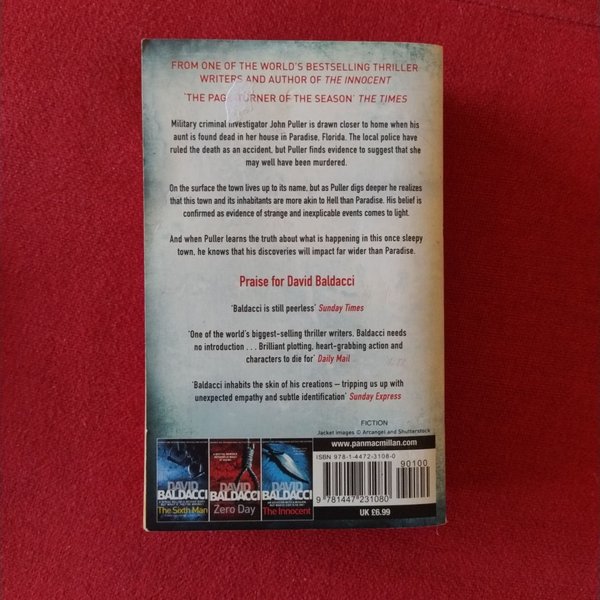 FROM ONE OF THE WORLD'S BESTSELLING THRILLER
WRITERS AND AUTHOR OF THE INNOCENT
'THE PAGE-TURNER OF THE SEASON' THE TIMES
Military criminal investigator John Puller is drawn closer to home when his
aunt is found dead in her house in Paradise, Florida. The local police have
ruled the death as an accident, but Puller finds evidence to suggest that she
may well have been murdered.
On the surface the town lives up to its name, but as Puller digs deeper he realizes
that this town and its inhabitants are more akin to Hell than Paradise. His belief is
confirmed as evidence of strange and inexplicable events comes to light.
And when Puller learns the truth about what is happening in this once sleepy
town, he knows that his discoveries will impact far wider than Paradise.
Praise for David Baldacci
'Baldacci is still peerless' Sunday Times
'One of the world's biggest-selling thriller writers, Baldacci needs
no introduction . . . Brilliant plotting, heart-grabbing action and
characters to die for' Daily Mail
'Baldacci inhabits the skin of his creations – tripping us up with
unexpected empathy and subtle identification' Sunday Express
FICTION
Jacket images © Arcangel and Shutterstock
www.panmacmillan.com
ISBN 978-1-4472-3108-0
90100
9 781447 231080
UK £6.99
DAVID
BALDACCI
The Sixth Man
DAVID
BALDACCI
Zero Day
DAVID
BALDACCI
The Innocent